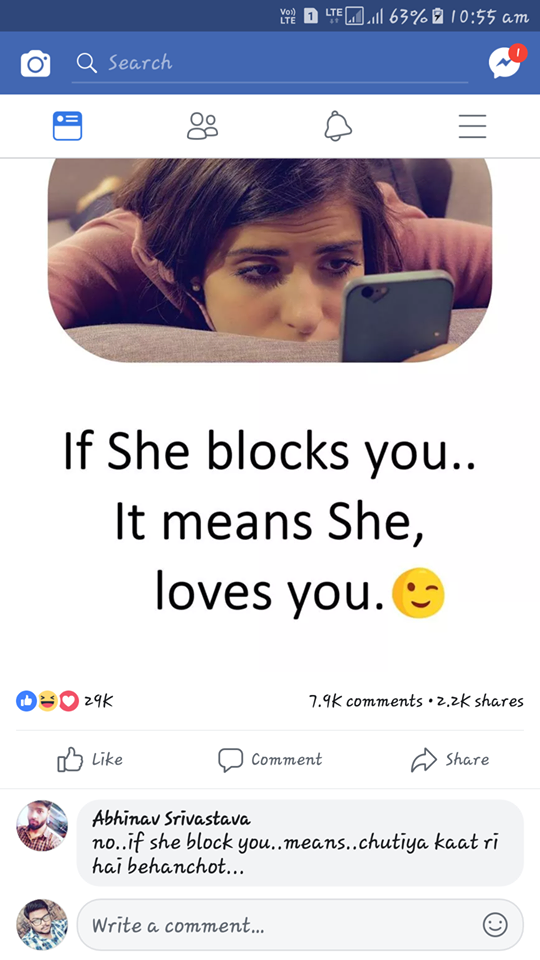 Vo)) LTE 1 LTE 63% 10:55 am
Search
1
If She blocks you..
It means She,
loves you.😉
29K 7.9K comments • 2.2K shares
Like Comment Share
Abhinav Srivastava
no..if she block you..means..chutiya kaat ri
hai behanchot...
Write a comment...